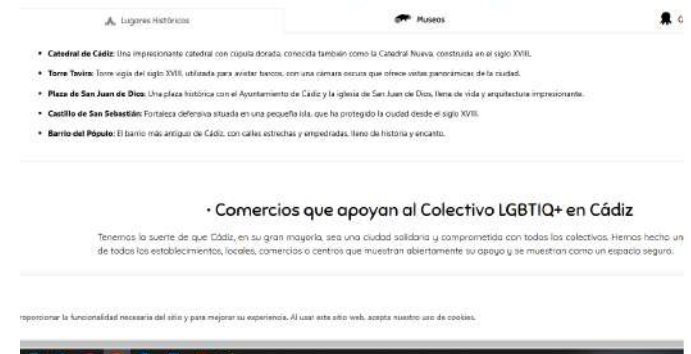 Lugares Históricos
Museos
• Catedral de Cádiz: Una impresionante catedral con cúpula dorada, conocida también como la Catedral Nueva, construida en el siglo XVIII.
• Torre Tavira: Torre vigía del siglo XVIII, utilizada para avistar barcos, con una cámara oscura que ofrece vistas panorámicas de la ciudad.
• Plaza de San Juan de Dios: Una plaza histórica con el Ayuntamiento de Cádiz y la iglesia de San Juan de Dios, llena de vida y arquitectura impresionante.
• Castillo de San Sebastián: Fortaleza defensiva situada en una pequeña isla, que ha protegido la ciudad desde el siglo XVIII.
• Barrio del Pópulo: El barrio más antiguo de Cádiz, con calles estrechas y empedradas, lleno de historia y encanto.
· Comercios que apoyan al Colectivo LGBTIQ+ en Cádiz
Tenemos la suerte de que Cádiz, en su gran mayoría, sea una ciudad solidaria y comprometida con todos los colectivos. Hemos hecho un
de todos los establecimientos, locales, comercios o centros que muestran abiertamente su apoyo y se muestran como un espacio seguro.
roporcionar la funcionalidad necesaria del sitio y para mejorar su experiencia. Al usar este sitio web, acepta nuestro uso de cookies.